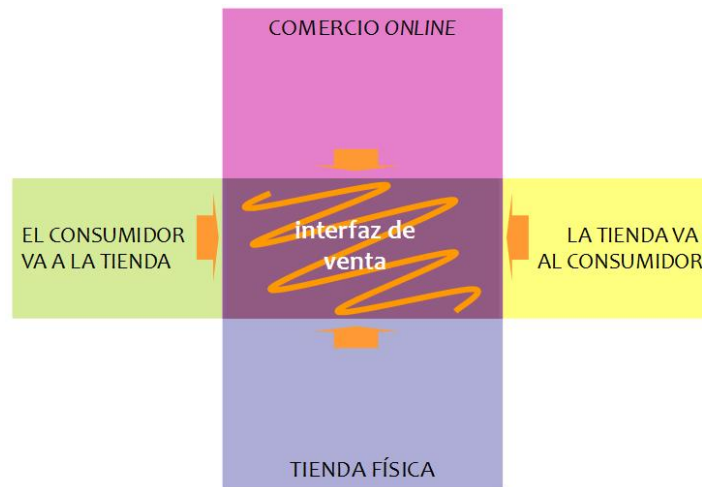 COMERCIO ONLINE
EL CONSUMIDOR
VA A LA TIENDA
interfaz de
venta
LA TIENDA VA
AL CONSUMIDOR
TIENDA FÍSICA